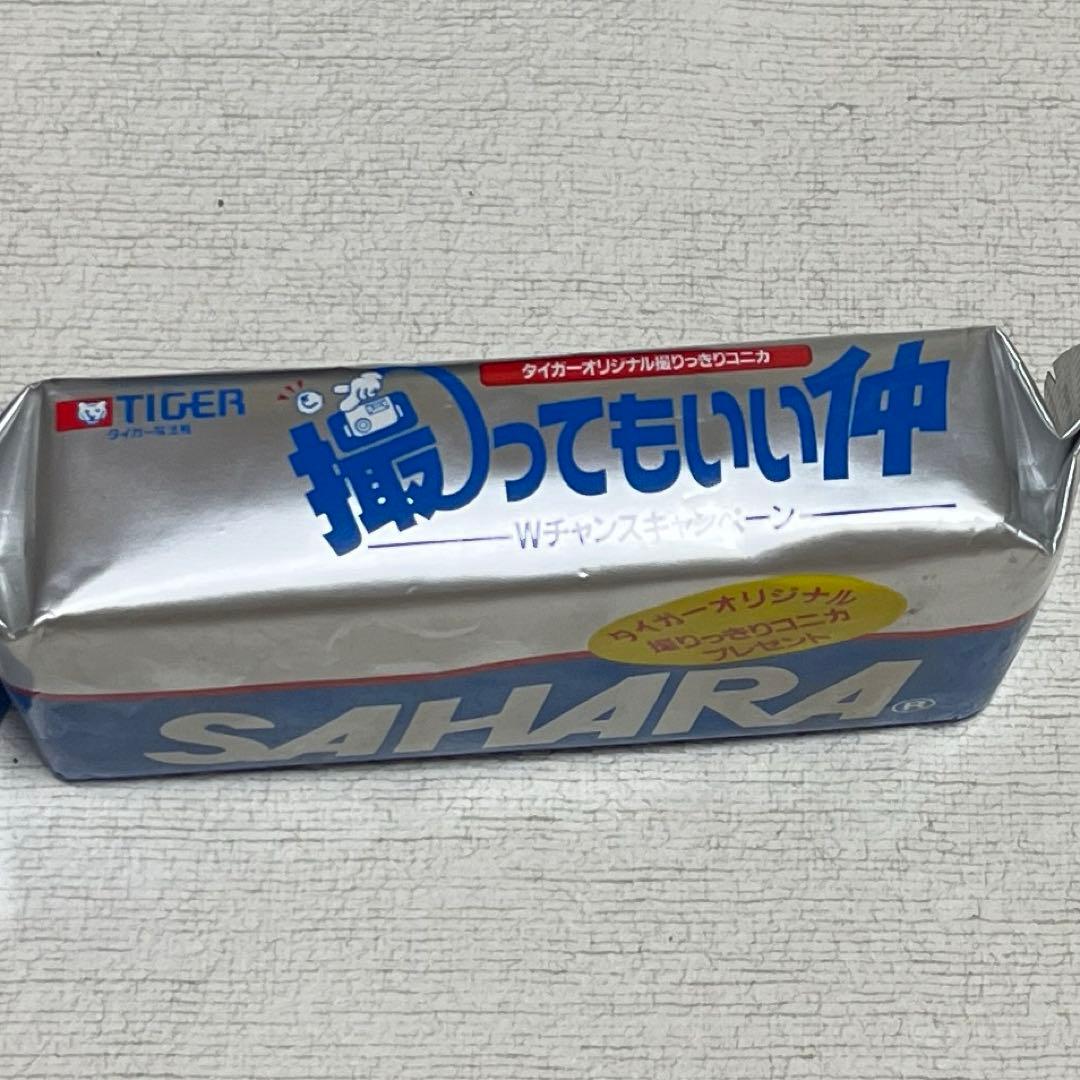 TIGER
タイガー魔法瓶
タイガーオリジナル撮りっきりコニカ
撮ってもいい仲
Wチャンスキャンペーン
タイガーオリジナル
撮りっきりコニカ
プレゼント
SAHARA®